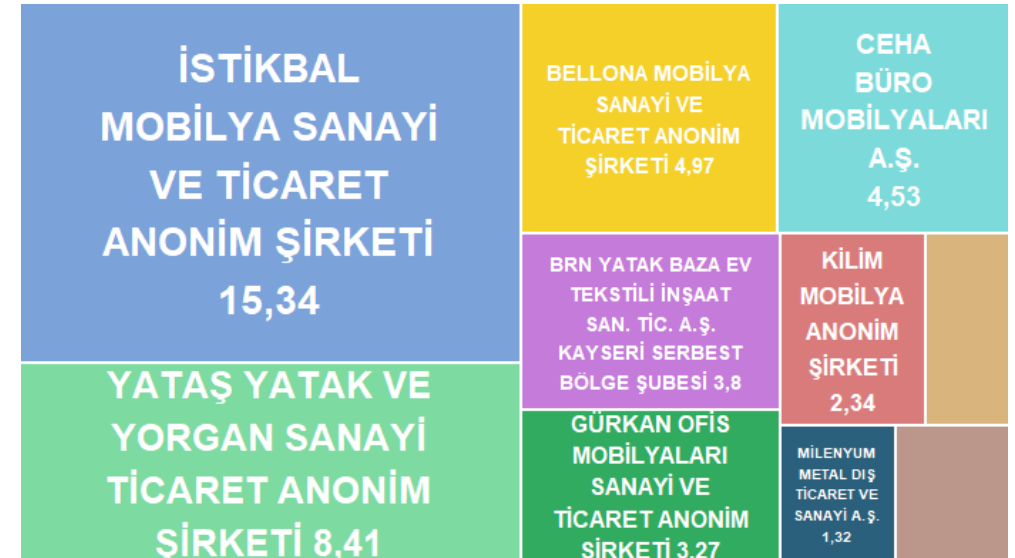 İSTİKBAL
MOBİLYA SANAYİ
VE TİCARET
ANONİM ŞİRKETİ
15,34
YATAŞ YATAK VE
YORGAN SANAYİ
TİCARET ANONİM
ŞİRKETİ 8,41
BELLONA MOBİLYA
SANAYİ VE
TİCARET ANONİM
ŞİRKETİ 4,97
CEHA
BÜRO
MOBİLYALARI
A.Ş.
4,53
BRN YATAK BAZA EV
TEKSTİLİ İNŞAAT
SAN. TİC. A.Ş.
KAYSERİ SERBEST
BÖLGE ŞUBESİ 3,8
GÜRKAN OFİS
MOBİLYALARI
SANAYİ VE
TİCARET ANONİM
ŞİRKETİ 3,27
KİLİM
MOBİLYA
ANONİM
ŞİRKETİ
2,34
MİLENYUM
METAL DIŞ
TİCARET VE
SANAYİ A.Ş.
1,32